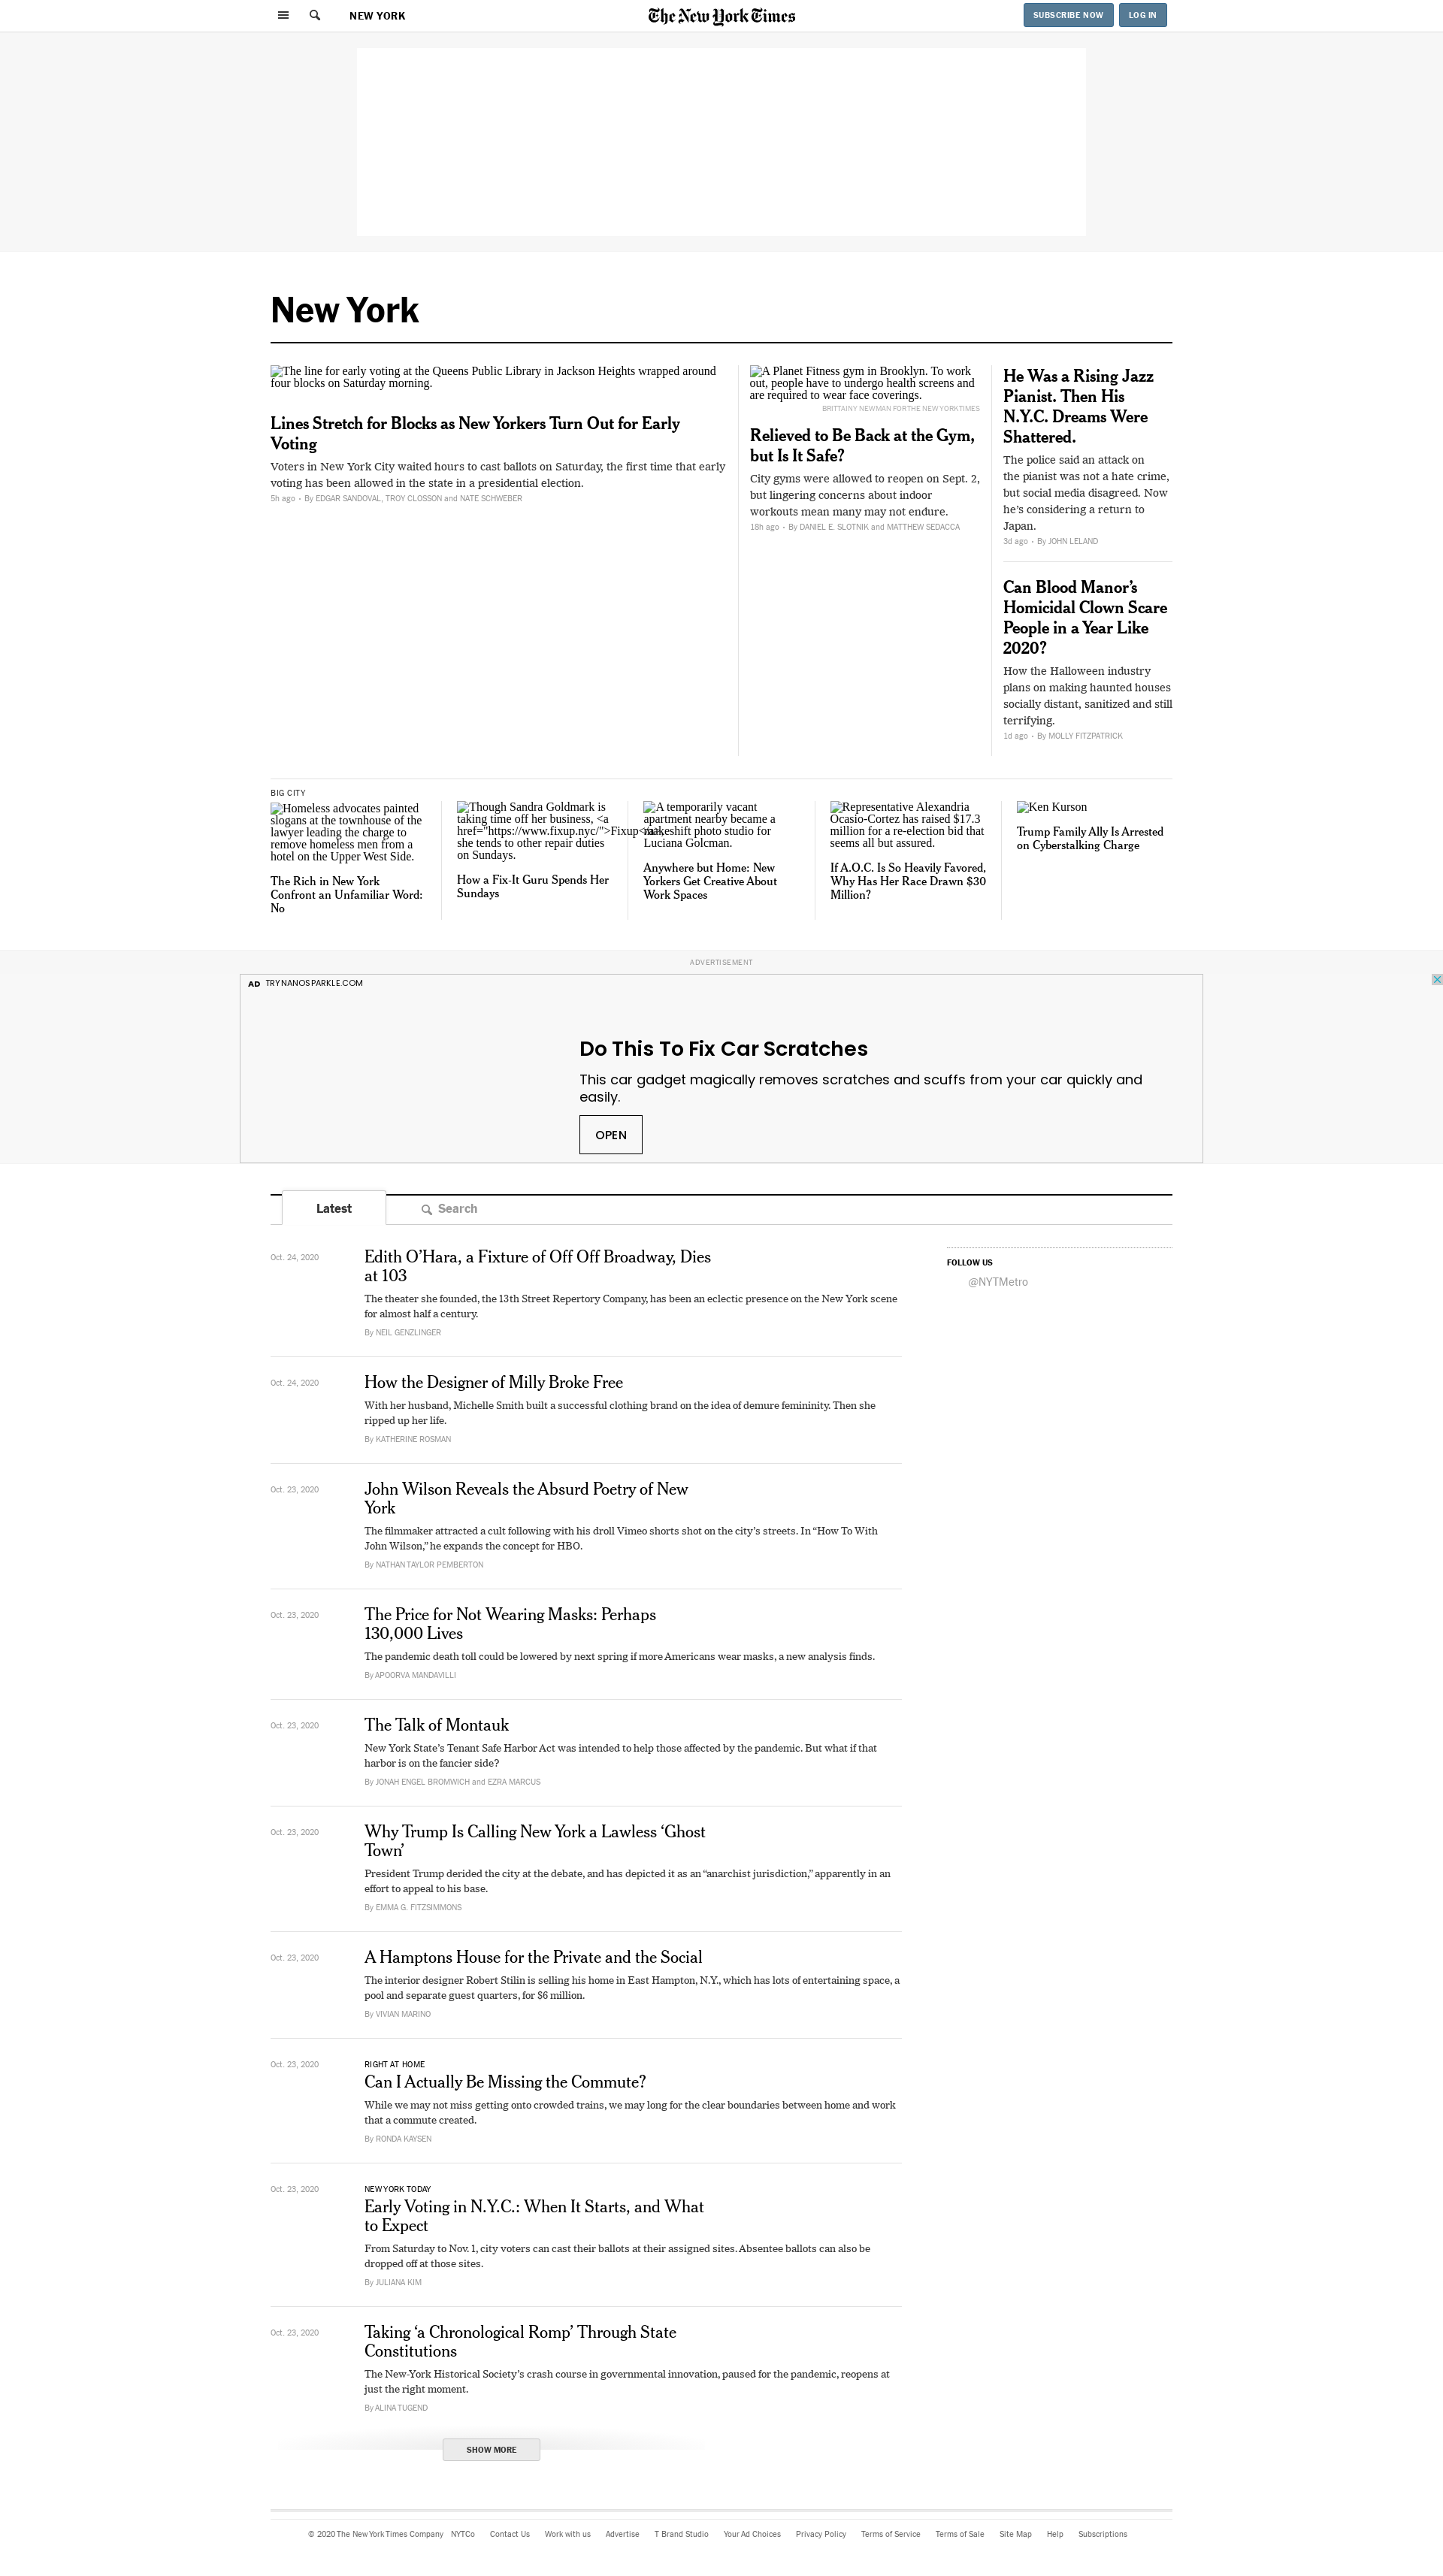 NEW YORK
The New York Times
SUBSCRIBE NOW
LOG IN
New York
The line for early voting at the Queens Public Library in Jackson Heights wrapped around
four blocks on Saturday morning.
Lines Stretch for Blocks as New Yorkers Turn Out for Early
Voting
Voters in New York City waited hours to cast ballots on Saturday, the first time that early
voting has been allowed in the state in a presidential election.
5h ago • By EDGAR SANDOVAL, TROY CLOSSON and NATE SCHWEBER
A Planet Fitness gym in Brooklyn. To work
out, people have to undergo health screens and
are required to wear face coverings.
BRITTAINY NEWMAN FOR THE NEW YORK TIMES
Relieved to Be Back at the Gym,
but Is It Safe?
City gyms were allowed to reopen on Sept. 2,
but lingering concerns about indoor
workouts mean many may not endure.
18h ago • By DANIEL E. SLOTNIK and MATTHEW SEDACCA
He Was a Rising Jazz
Pianist. Then His
N.Y.C. Dreams Were
Shattered.
The police said an attack on
the pianist was not a hate crime,
but social media disagreed. Now
he’s considering a return to
Japan.
3d ago • By JOHN LELAND
Can Blood Manor’s
Homicidal Clown Scare
People in a Year Like
2020?
How the Halloween industry
plans on making haunted houses
socially distant, sanitized and still
terrifying.
1d ago • By MOLLY FITZPATRICK
BIG CITY
Homeless advocates painted
slogans at the townhouse of the
lawyer leading the charge to
remove homeless men from a
hotel on the Upper West Side.
The Rich in New York
Confront an Unfamiliar Word:
No
Though Sandra Goldmark is
taking time off her business, <a
href="https://www.fixup.nyc/">Fixup</a>,
she tends to other repair duties
on Sundays.
How a Fix-It Guru Spends Her
Sundays
A temporarily vacant
apartment nearby became a
makeshift photo studio for
Luciana Golcman.
Anywhere but Home: New
Yorkers Get Creative About
Work Spaces
Representative Alexandria
Ocasio-Cortez has raised $17.3
million for a re-election bid that
seems all but assured.
If A.O.C. Is So Heavily Favored,
Why Has Her Race Drawn $30
Million?
Ken Kurson
Trump Family Ally Is Arrested
on Cyberstalking Charge
ADVERTISEMENT
AD TRYNANOSPARKLE.COM
Do This To Fix Car Scratches
This car gadget magically removes scratches and scuffs from your car quickly and
easily.
OPEN
Latest
Search
Oct. 24, 2020
Edith O’Hara, a Fixture of Off Off Broadway, Dies
at 103
The theater she founded, the 13th Street Repertory Company, has been an eclectic presence on the New York scene
for almost half a century.
By NEIL GENZLINGER
FOLLOW US
@NYTMetro
Oct. 24, 2020
How the Designer of Milly Broke Free
With her husband, Michelle Smith built a successful clothing brand on the idea of demure femininity. Then she
ripped up her life.
By KATHERINE ROSMAN
Oct. 23, 2020
John Wilson Reveals the Absurd Poetry of New
York
The filmmaker attracted a cult following with his droll Vimeo shorts shot on the city’s streets. In “How To With
John Wilson,” he expands the concept for HBO.
By NATHAN TAYLOR PEMBERTON
Oct. 23, 2020
The Price for Not Wearing Masks: Perhaps
130,000 Lives
The pandemic death toll could be lowered by next spring if more Americans wear masks, a new analysis finds.
By APOORVA MANDAVILLI
Oct. 23, 2020
The Talk of Montauk
New York State’s Tenant Safe Harbor Act was intended to help those affected by the pandemic. But what if that
harbor is on the fancier side?
By JONAH ENGEL BROMWICH and EZRA MARCUS
Oct. 23, 2020
Why Trump Is Calling New York a Lawless ‘Ghost
Town’
President Trump derided the city at the debate, and has depicted it as an “anarchist jurisdiction,” apparently in an
effort to appeal to his base.
By EMMA G. FITZSIMMONS
Oct. 23, 2020
A Hamptons House for the Private and the Social
The interior designer Robert Stilin is selling his home in East Hampton, N.Y., which has lots of entertaining space, a
pool and separate guest quarters, for $6 million.
By VIVIAN MARINO
Oct. 23, 2020
RIGHT AT HOME
Can I Actually Be Missing the Commute?
While we may not miss getting onto crowded trains, we may long for the clear boundaries between home and work
that a commute created.
By RONDA KAYSEN
Oct. 23, 2020
NEW YORK TODAY
Early Voting in N.Y.C.: When It Starts, and What
to Expect
From Saturday to Nov. 1, city voters can cast their ballots at their assigned sites. Absentee ballots can also be
dropped off at those sites.
By JULIANA KIM
Oct. 23, 2020
Taking ‘a Chronological Romp’ Through State
Constitutions
The New-York Historical Society’s crash course in governmental innovation, paused for the pandemic, reopens at
just the right moment.
By ALINA TUGEND
SHOW MORE
© 2020 The New York Times Company NYTCo Contact Us Work with us Advertise T Brand Studio Your Ad Choices Privacy Policy Terms of Service Terms of Sale Site Map Help Subscriptions